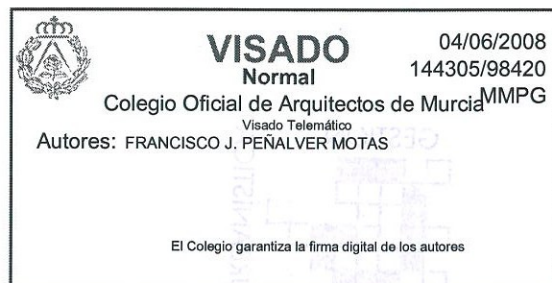 VISADO
04/06/2008
Normal
144305/98420
Colegio Oficial de Arquitectos de Murcia
MMPG
Visado Telemático
Autores: FRANCISCO J. PEÑALVER MOTAS
El Colegio garantiza la firma digital de los autores